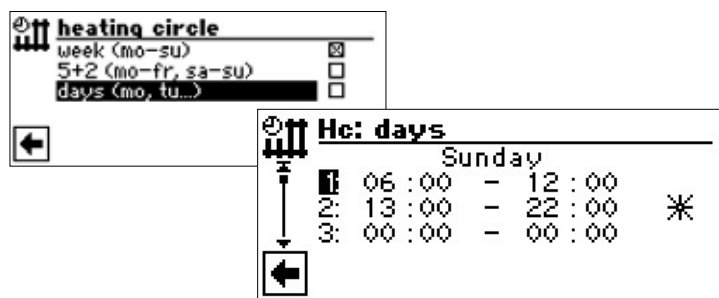 heating circle
week (mo-su)
5+2 (mo-fr, sa-su)
days (mo, tu...)
Hc: days
Sunday
1: 06:00 - 12:00
2: 13:00 - 22:00
3: 00:00 - 00:00